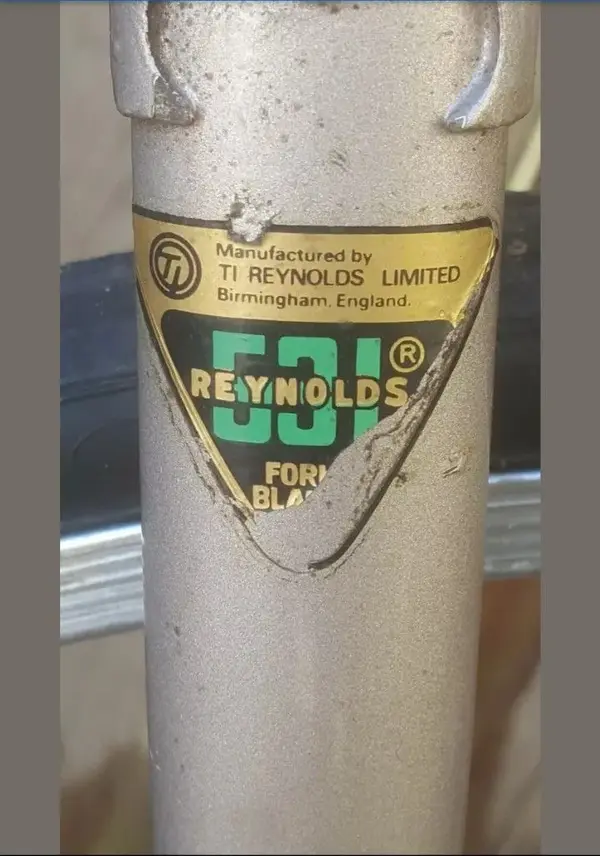 TI
Manufactured by
TI REYNOLDS LIMITED
Birmingham, England.
531 ®
REYNOLDS